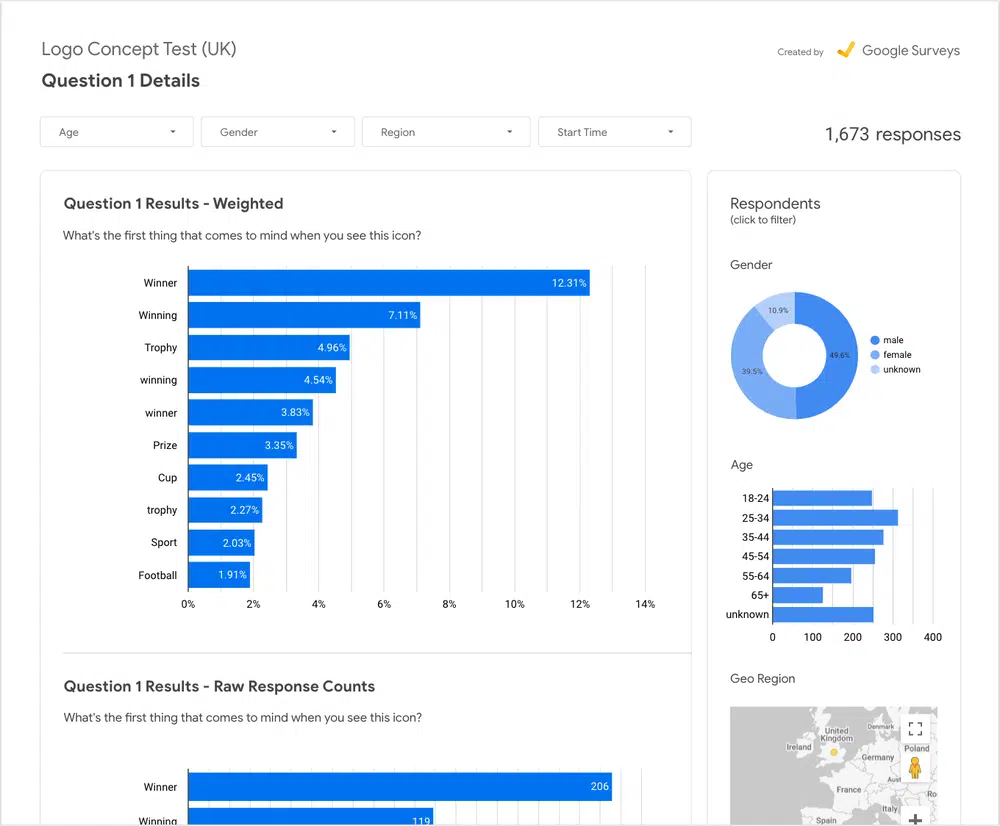 Logo Concept Test (UK)
Created by Google Surveys
Question 1 Details
Age
Gender
Region
Start Time
1,673 responses
Question 1 Results - Weighted
What's the first thing that comes to mind when you see this icon?
Winner 12.31%
Winning 7.11%
Trophy 4.96%
winning 4.54%
winner 3.83%
Prize 3.35%
Cup 2.45%
trophy 2.27%
Sport 2.03%
Football 1.91%
0% 2% 4% 6% 8% 10% 12% 14%
Question 1 Results - Raw Response Counts
What's the first thing that comes to mind when you see this icon?
Winner 206
Winning 119
Respondents
(click to filter)
Gender
10.9%
49.6%
39.5%
male
female
unknown
Age
18-24
25-34
35-44
45-54
55-64
65+
unknown
0 100 200 300 400
Geo Region
United
Kingdom
Denmark
Ireland
Poland
Germany
France
Aust
Ro
Italy
Spain